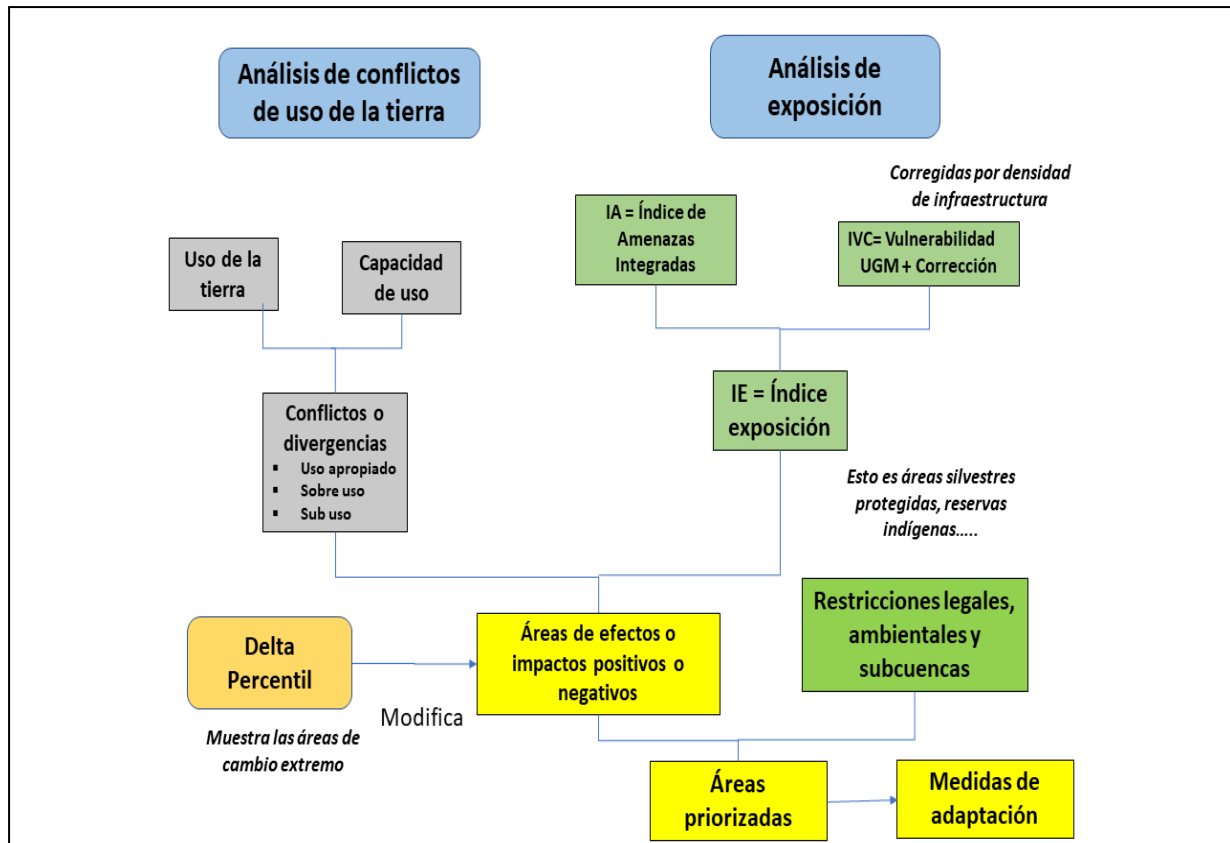 Análisis de conflictos
de uso de la tierra
Análisis de
exposición
Corregidas por densidad
de infraestructura
IA = Índice de
Amenazas
Integradas
IVC= Vulnerabilidad
UGM + Corrección
Uso de la
tierra
Capacidad
de uso
IE = Índice
exposición
Conflictos o
divergencias
▪ Uso apropiado
▪ Sobre uso
▪ Sub uso
Esto es áreas silvestres
protegidas, reservas
indígenas.....
Restricciones legales,
ambientales y
subcuencas
Áreas de efectos o
impactos positivos o
negativos
Delta
Percentil
Modifica
Muestra las áreas de
cambio extremo
Áreas
priorizadas
Medidas de
adaptación